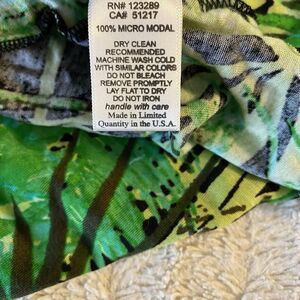 RN# 123289
CA# 51217
100% MICRO MODAL
DRY CLEAN
RECOMMENDED
MACHINE WASH COLD
WITH SIMILAR COLORS
DO NOT BLEACH
REMOVE PROMPTLY
LAY FLAT TO DRY
DO NOT IRON
handle with care
Made in Limited
Quantity in the U.S.A.